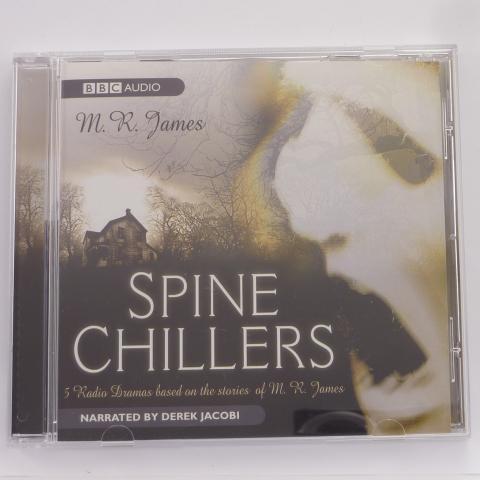 BBC AUDIO
M. R. James
SPINE
CHILLERS
5 Radio Dramas based on the stories of M. R. James
NARRATED BY DEREK JACOBI